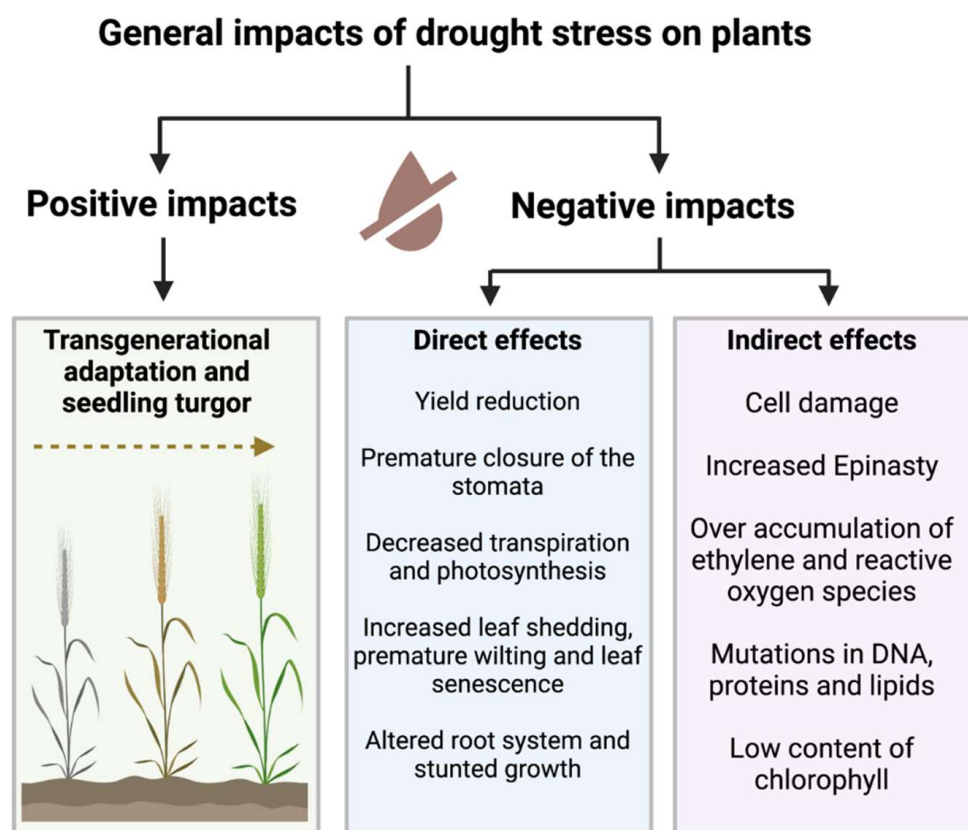 General impacts of drought stress on plants
Positive impacts
Negative impacts
Transgenerational
adaptation and
seedling turgor
Direct effects
Yield reduction
Premature closure of the
stomata
Decreased transpiration
and photosynthesis
Increased leaf shedding,
premature wilting and leaf
senescence
Altered root system and
stunted growth
Indirect effects
Cell damage
Increased Epinasty
Over accumulation of
ethylene and reactive
oxygen species
Mutations in DNA,
proteins and lipids
Low content of
chlorophyll